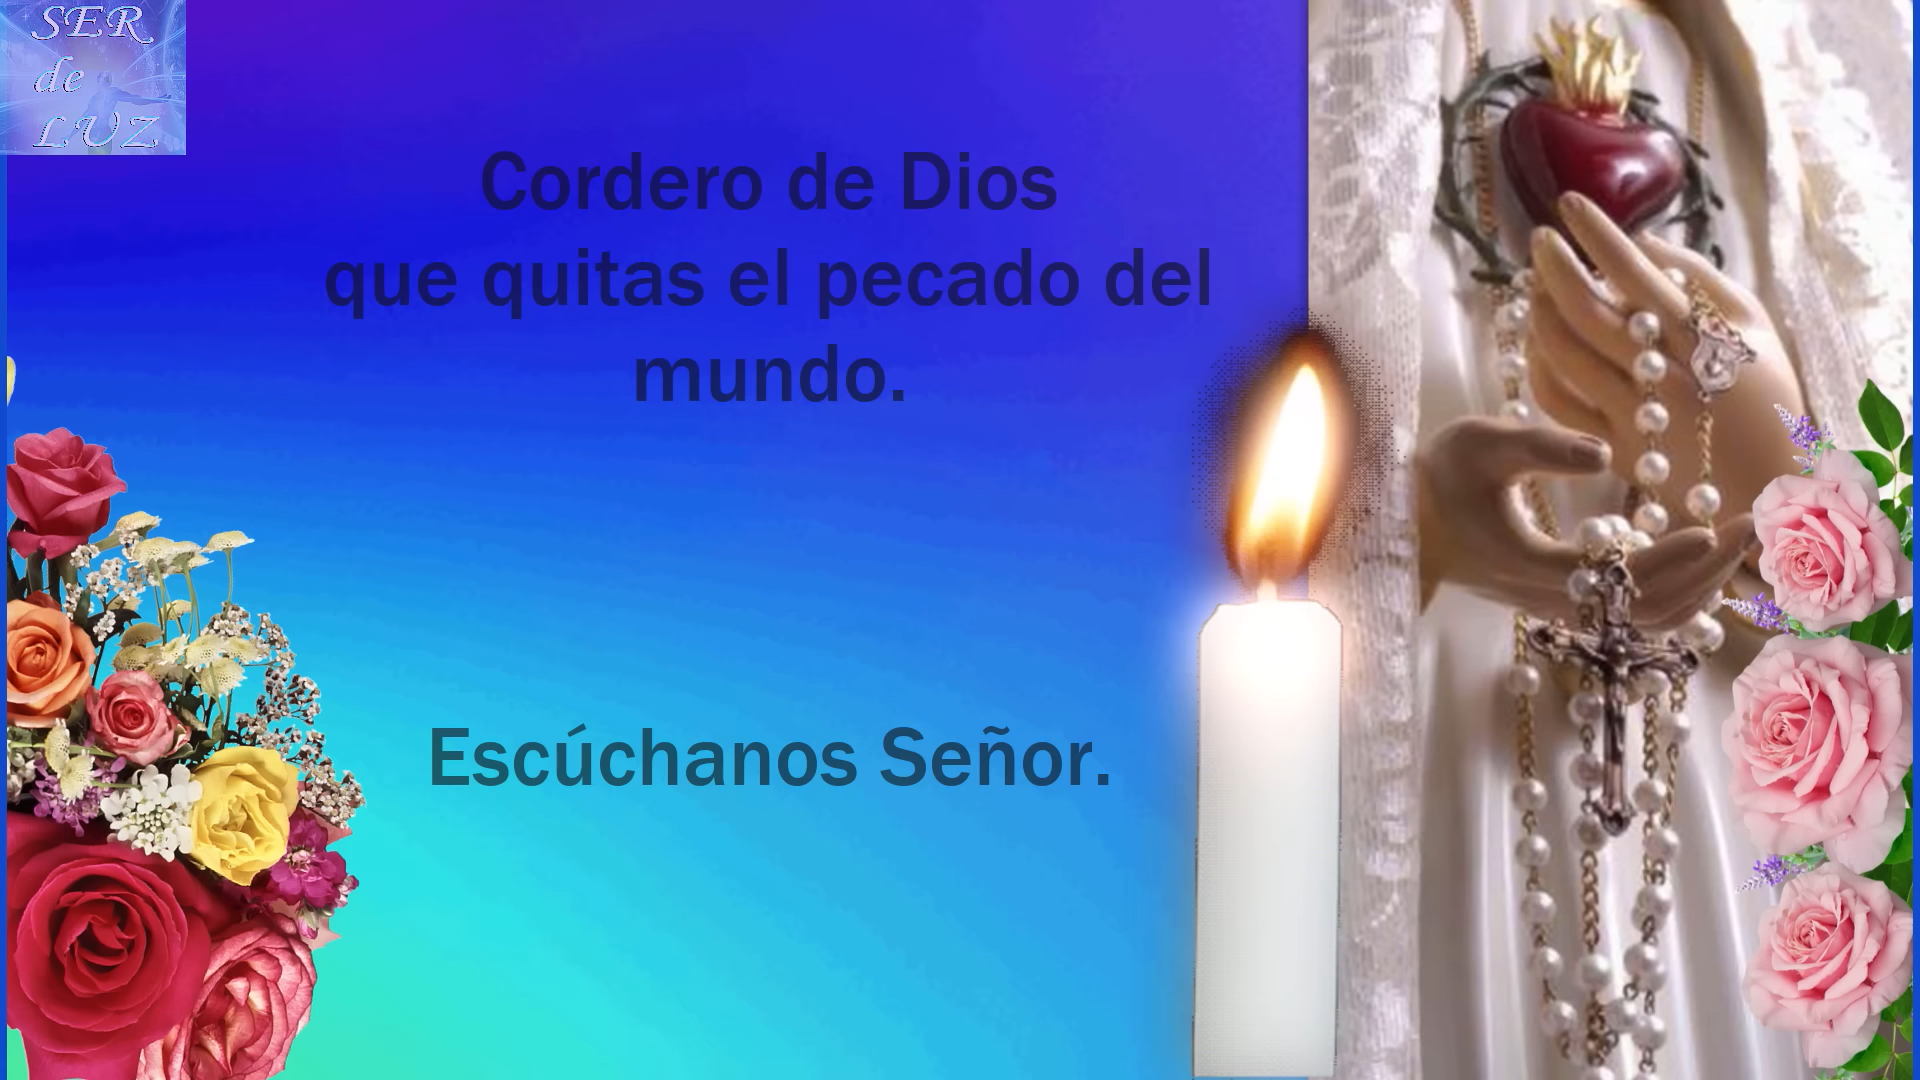 SER
de
LUZ
Cordero de Dios
que quitas el pecado del
mundo.
Escúchanos Señor.